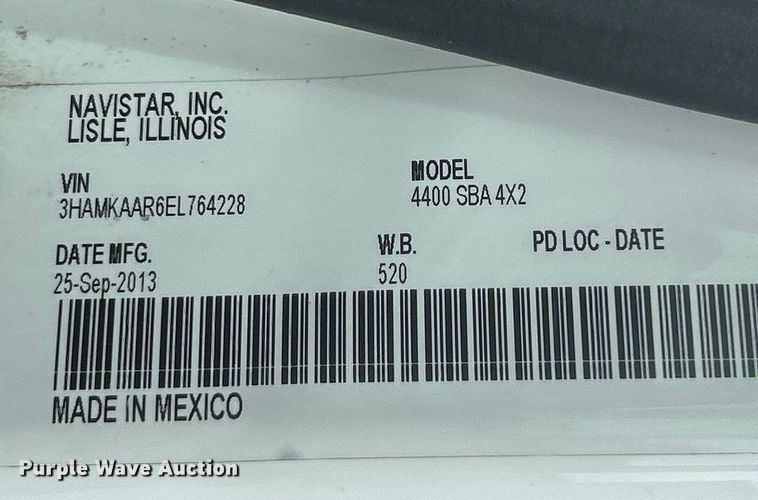 NAVISTAR, INC.
LISLE, ILLINOIS
VIN
3HAMKAAR6EL764228
MODEL
4400 SBA 4X2
DATE MFG.
25-Sep-2013
W.B.
520
PD LOC - DATE
MADE IN MEXICO
Purple Wave Auction